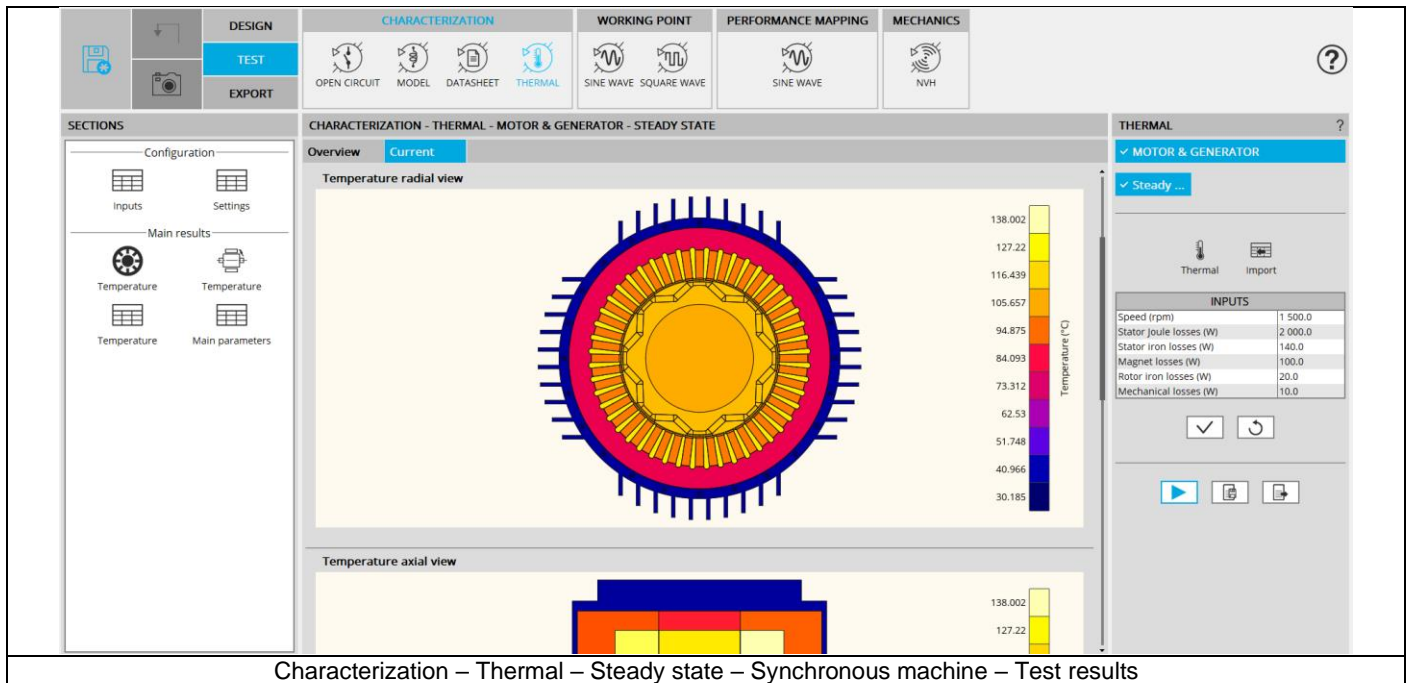 DESIGN
TEST
EXPORT
CHARACTERIZATION
OPEN CIRCUIT MODEL DATASHEET THERMAL
WORKING POINT
SINE WAVE SQUARE WAVE
PERFORMANCE MAPPING
SINE WAVE
MECHANICS
NVH
?
SECTIONS
Configuration
Inputs Settings
Main results
Temperature Temperature
Temperature Main parameters
CHARACTERIZATION - THERMAL - MOTOR & GENERATOR - STEADY STATE
Overview Current
Temperature radial view
138.002
127.22
116.439
105.657
94.875
84.093
73.312
62.53
51.748
40.966
30.185
Temperature (°C)
Temperature axial view
138.002
127.22
THERMAL ?
✓ MOTOR & GENERATOR
✓ Steady ...
Thermal Import
INPUTS
Speed (rpm) 1 500.0
Stator Joule losses (W) 2 000.0
Stator iron losses (W) 140.0
Magnet losses (W) 100.0
Rotor iron losses (W) 20.0
Mechanical losses (W) 10.0
Characterization – Thermal – Steady state – Synchronous machine – Test results